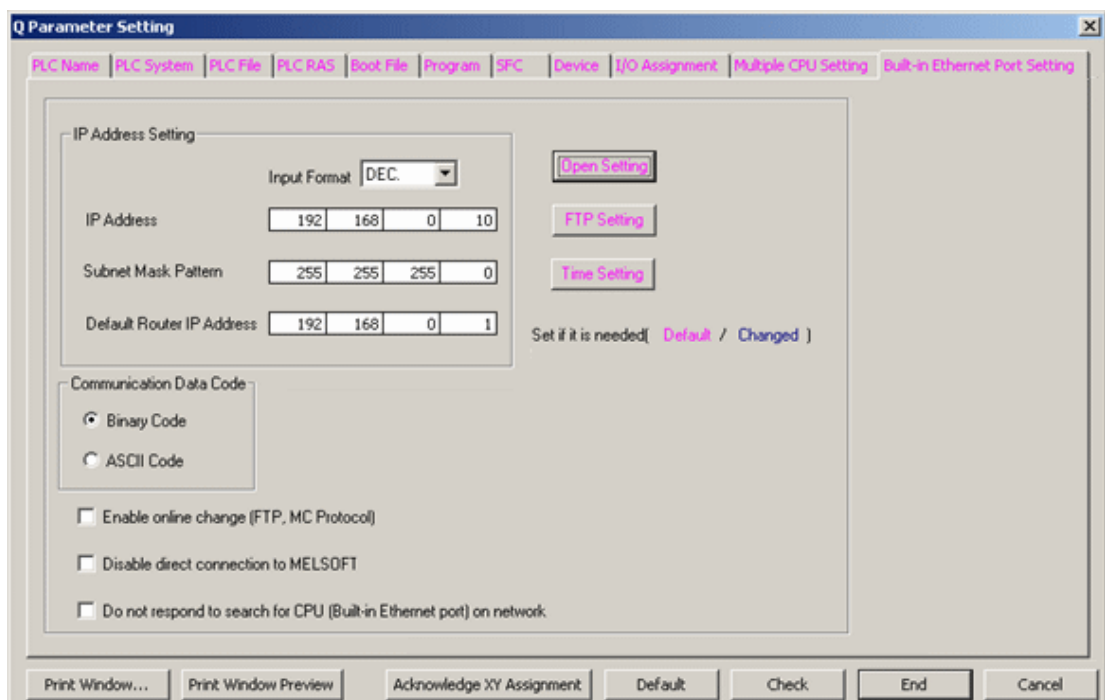 Q Parameter Setting
PLC Name PLC System PLC File PLC RAS Boot File Program SFC Device I/O Assignment Multiple CPU Setting Built-in Ethernet Port Setting
IP Address Setting
Input Format DEC.
IP Address 192 168 0 10
Subnet Mask Pattern 255 255 255 0
Default Router IP Address 192 168 0 1
Open Setting
FTP Setting
Time Setting
Set if it is needed( Default / Changed )
Communication Data Code
Binary Code
ASCII Code
Enable online change (FTP, MC Protocol)
Disable direct connection to MELSOFT
Do not respond to search for CPU (Built-in Ethernet port) on network
Print Window... Print Window Preview Acknowledge XY Assignment Default Check End Cancel